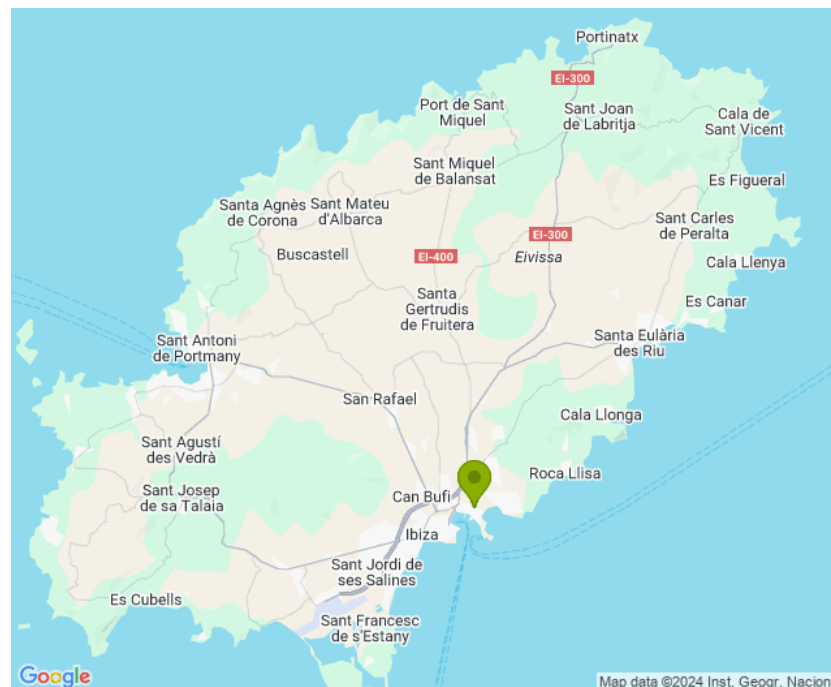 Portinatx
EI-300
Port de Sant
Miquel
Sant Joan
de Labritja
Cala de
Sant Vicent
Sant Miquel
de Balansat
Es Figueral
Santa Agnès
de Corona
Sant Mateu
d'Albarca
Sant Carles
de Peralta
EI-300
Buscastell
EI-400
Eivissa
Cala Llenya
Santa
Gertrudis
de Fruitera
Es Canar
Sant Antoni
de Portmany
Santa Eulària
des Riu
San Rafael
Cala Llonga
Sant Agustí
des Vedrà
Roca Llisa
Sant Josep
de sa Talaia
Can Bufi
Ibiza
Sant Jordi de
ses Salines
Es Cubells
Sant Francesc
de s'Estany
Google
Map data ©2024 Inst. Geogr. Nacion